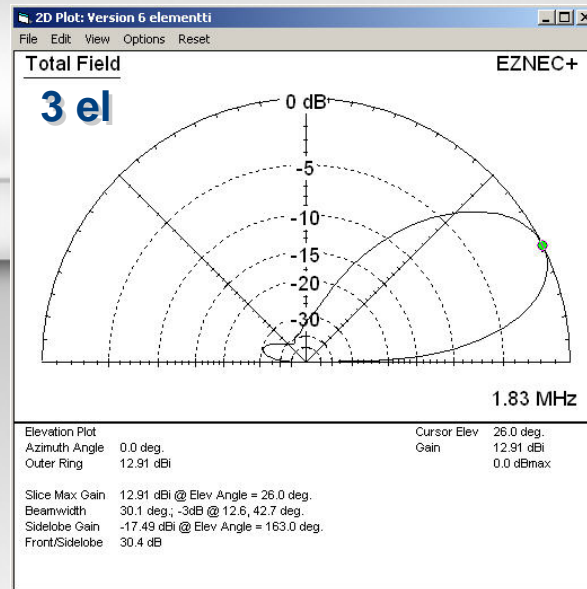 2D Plot: Version 6 elementti
File Edit View Options Reset
Total Field
EZNEC+
3 el
0 dB
-5
-10
-15
-20
-30
1.83 MHz
Elevation Plot
Azimuth Angle 0.0 deg.
Outer Ring 12.91 dBi
Cursor Elev 26.0 deg.
Gain 12.91 dBi
0.0 dBmax
Slice Max Gain 12.91 dBi @ Elev Angle = 26.0 deg.
Beamwidth 30.1 deg.; -3dB @ 12.6, 42.7 deg.
Sidelobe Gain -17.49 dBi @ Elev Angle = 163.0 deg.
Front/Sidelobe 30.4 dB